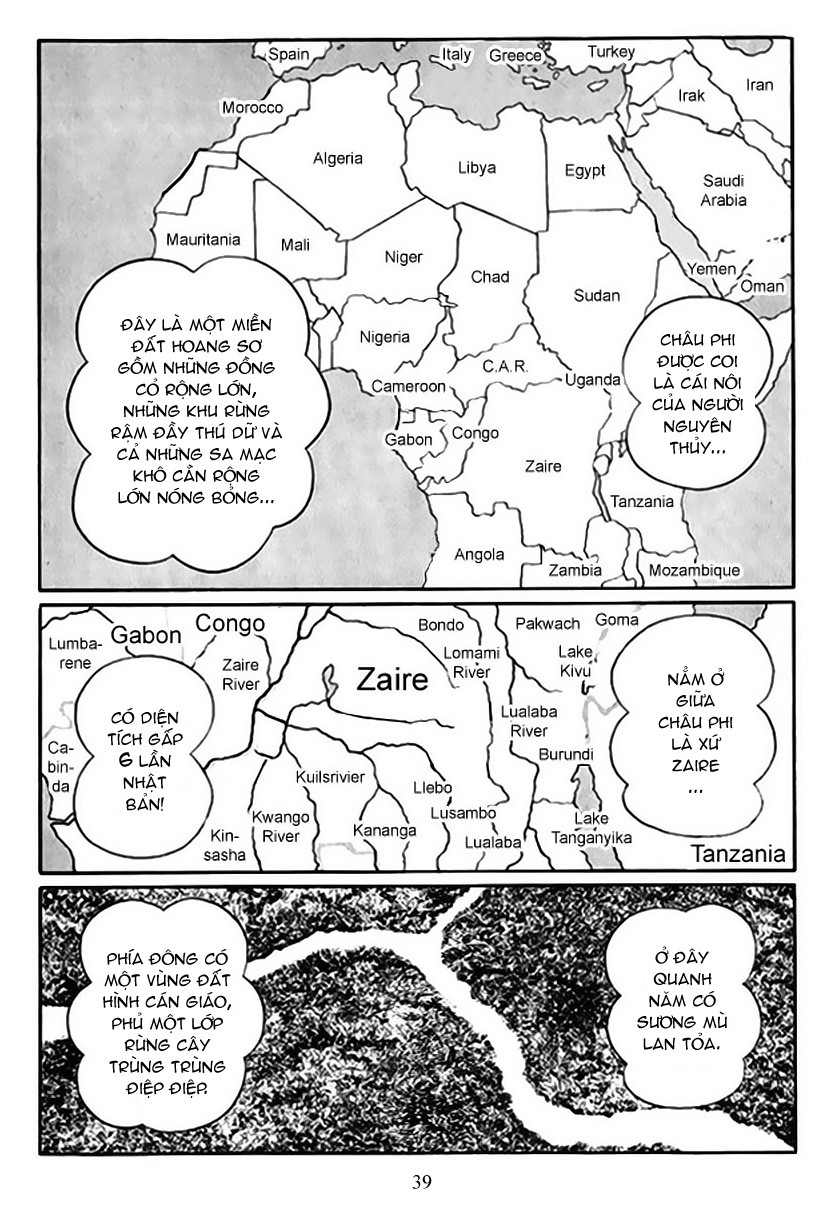 Spain
Italy
Greece
Turkey
Irak
Iran
Morocco
Algeria
Libya
Egypt
Saudi
Arabia
Mauritania
Mali
Niger
Chad
Sudan
Yemen
Oman
Nigeria
C.A.R.
Cameroon
Uganda
Gabon
Congo
Zaire
Tanzania
Angola
Zambia
Mozambique
CHÂU PHI
ĐƯỢC COI
LÀ CÁI NÔI
CỦA NGƯỜI
NGUYÊN
THỦY...
ĐÂY LÀ MỘT MIỀN
ĐẤT HOANG SƠ
GỒM NHỮNG ĐỒNG
CỎ RỘNG LỚN,
NHỮNG KHU RỪNG
RẬM ĐẦY THÚ DỮ VÀ
CẢ NHỮNG SA MẠC
KHÔ CẰN RỘNG
LỚN NÓNG BỎNG...
Lumba-
rene
Gabon
Congo
Zaire
River
Zaire
Bondo
Lomami
River
Pakwach
Goma
Lake
Kivu
Lualaba
River
Burundi
Ca-
bin-
da
Kuilsrivier
Llebo
Kwango
River
Kananga
Lusambo
Lualaba
Kin-
sasha
Lake
Tanganyika
Tanzania
NẰM Ở
GIỮA
CHÂU PHI
LÀ XỨ
ZAIRE
...
CÓ DIỆN
TÍCH GẤP
6 LẦN
NHẬT
BẢN!
Ở ĐÂY
QUANH
NĂM CÓ
SƯƠNG MÙ
LAN TỎA.
PHÍA ĐÔNG CÓ
MỘT VÙNG ĐẤT
HÌNH CÁN GIÁO,
PHỦ MỘT LỚP
RỪNG CÂY
TRÙNG TRÙNG
ĐIỆP ĐIỆP.
39